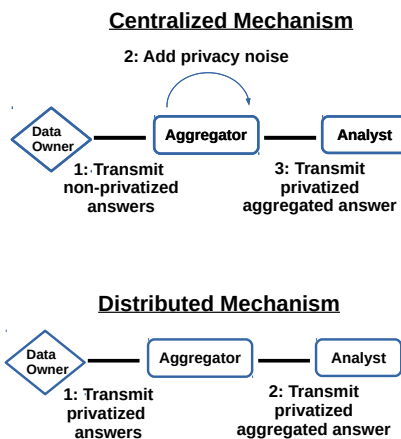 Centralized Mechanism
2: Add privacy noise
Data
Owner
Aggregator
Analyst
1: Transmit
non-privatized
answers
3: Transmit
privatized
aggregated answer
Distributed Mechanism
Data
Owner
Aggregator
Analyst
1: Transmit
privatized
answers
2: Transmit
privatized
aggregated answer